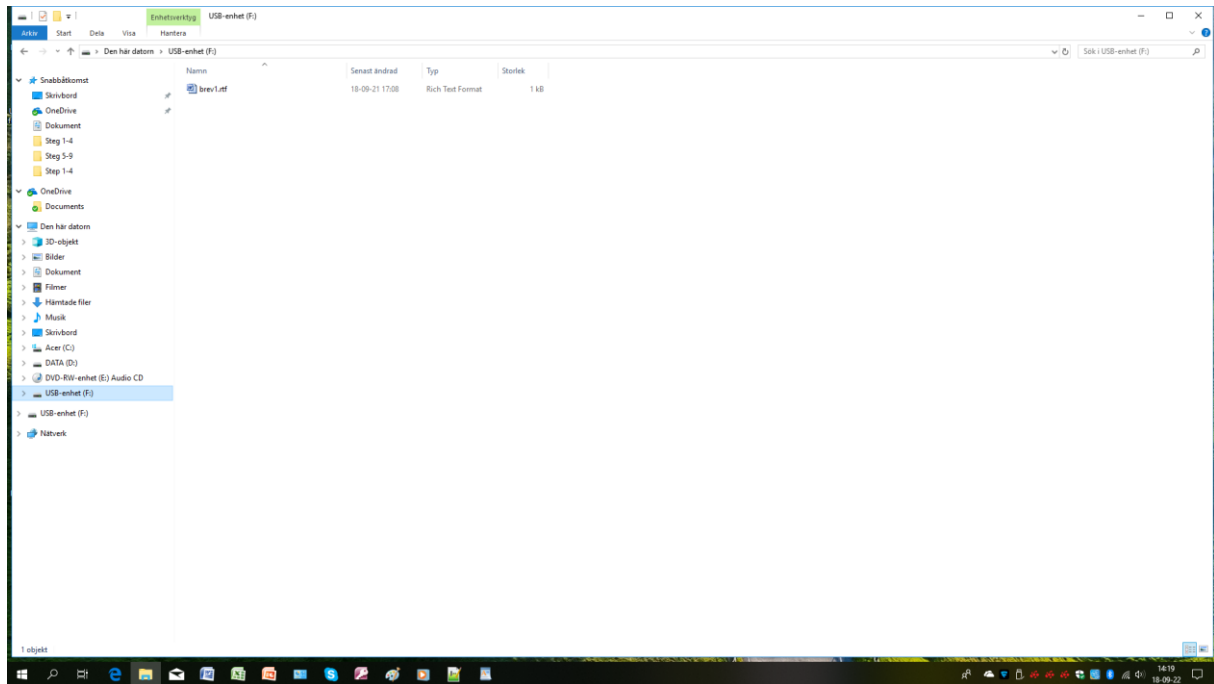 Enhetsverktyg USB-enhet (F:)
Arkiv Start Dela Visa Hantera
Den här datorn USB-enhet (F:) Sök i USB-enhet (F:)
Namn Senast ändrad Typ Storlek
brev1.rtf 18-09-21 17:08 Rich Text Format 1 kB
Snabbåtkomst
Skrivbord
OneDrive
Dokument
Steg 1-4
Steg 5-9
Step 1-4
OneDrive
Documents
Den här datorn
3D-objekt
Bilder
Dokument
Filmer
Hämtade filer
Musik
Skrivbord
Acer (C:)
DATA (D:)
DVD-RW-enhet (E:) Audio CD
USB-enhet (F:)
USB-enhet (F:)
Nätverk
1 objekt
14:19
18-09-22